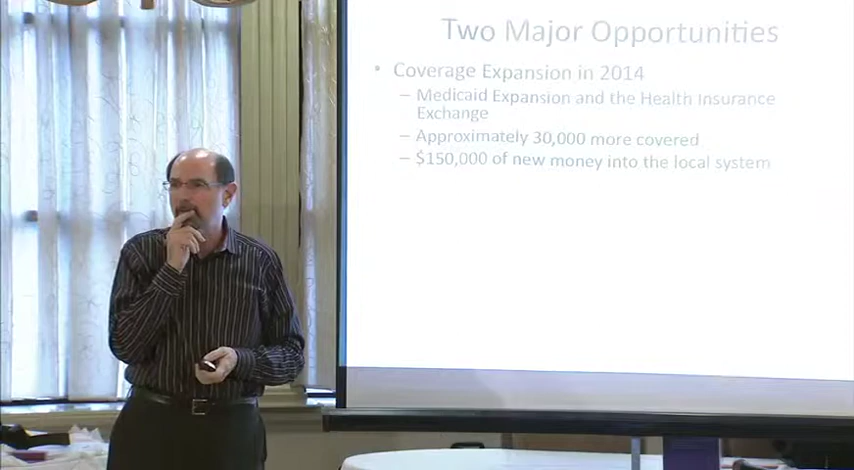 Two Major Opportunities
• Coverage Expansion in 2014
– Medicaid Expansion and the Health Insurance
Exchange
– Approximately 30,000 more covered
– $150,000 of new money into the local system